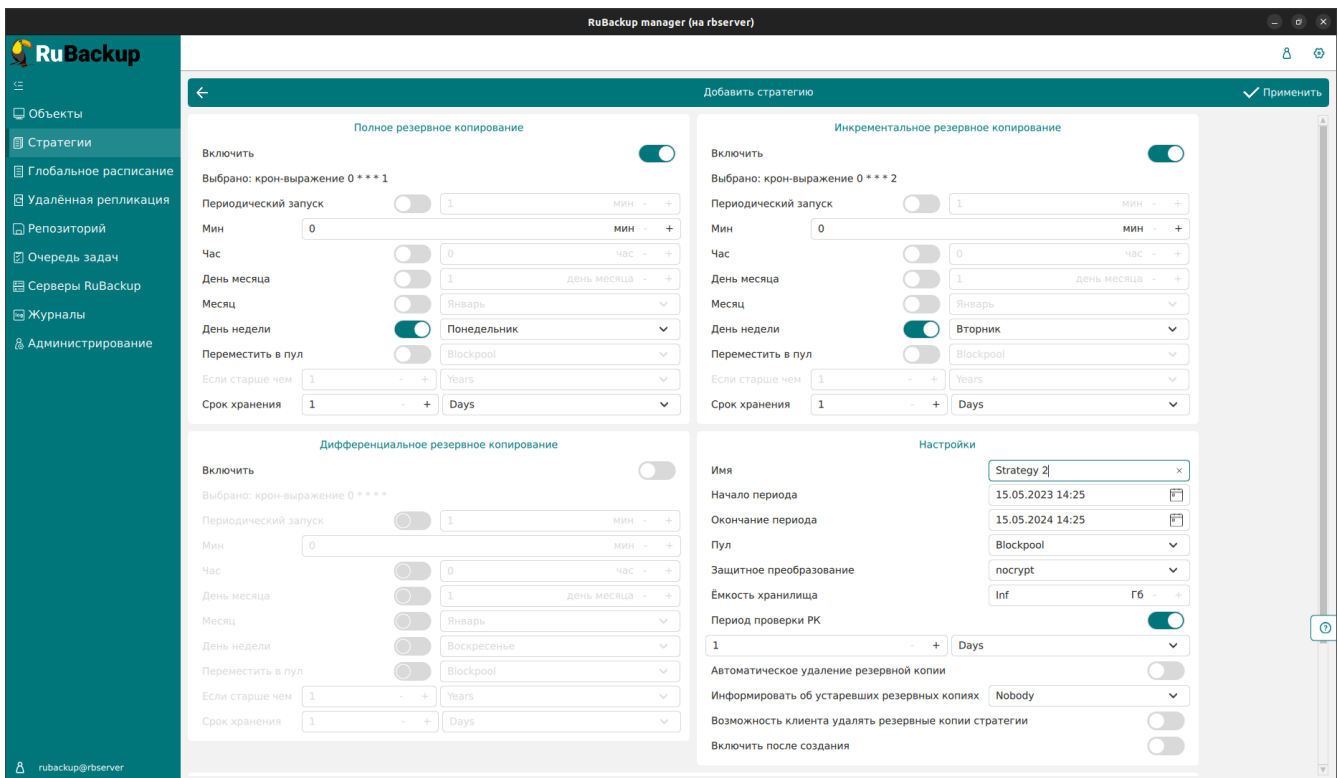 RuBackup manager (на rbserver)
RuBackup
Добавить стратегию
Применить
Объекты
Стратегии
Глобальное расписание
Удалённая репликация
Репозиторий
Очередь задач
Серверы RuBackup
Журналы
Администрирование
rubackup@rbserver
Полное резервное копирование
Включить
Выбрано: крон-выражение 0 * * * 1
Периодический запуск 1 мин - +
Мин 0 мин - +
Час 0 час - +
День месяца 1 день месяца - +
Месяц Январь
День недели Понедельник
Переместить в пул Blockpool
Если старше чем 1 - + Years
Срок хранения 1 - + Days
Инкрементальное резервное копирование
Включить
Выбрано: крон-выражение 0 * * * 2
Периодический запуск 1 мин - +
Мин 0 мин - +
Час 0 час - +
День месяца 1 день месяца - +
Месяц Январь
День недели Вторник
Переместить в пул Blockpool
Если старше чем 1 - + Years
Срок хранения 1 - + Days
Дифференциальное резервное копирование
Включить
Выбрано: крон-выражение 0 * * * *
Периодический запуск 1 мин - +
Мин 0 мин - +
Час 0 час - +
День месяца 1 день месяца - +
Месяц Январь
День недели Воскресенье
Переместить в пул Blockpool
Если старше чем 1 - + Years
Срок хранения 1 - + Days
Настройки
Имя Strategy 2
Начало периода 15.05.2023 14:25
Окончание периода 15.05.2024 14:25
Пул Blockpool
Защитное преобразование nocrypt
Ёмкость хранилища Inf Гб - +
Период проверки РК
1 - + Days
Автоматическое удаление резервной копии
Информировать об устаревших резервных копиях Nobody
Возможность клиента удалять резервные копии стратегии
Включить после создания